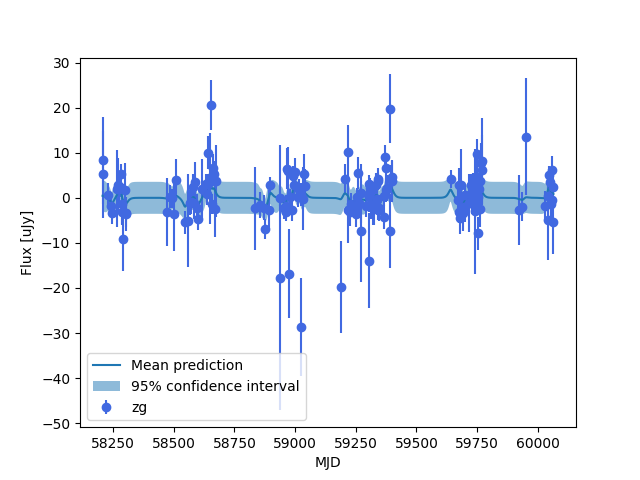 30
20
10
0
−10
−20
−30
−40
−50
Flux [uJy]
Mean prediction
95% confidence interval
zg
58250 58500 58750 59000 59250 59500 59750 60000
MJD